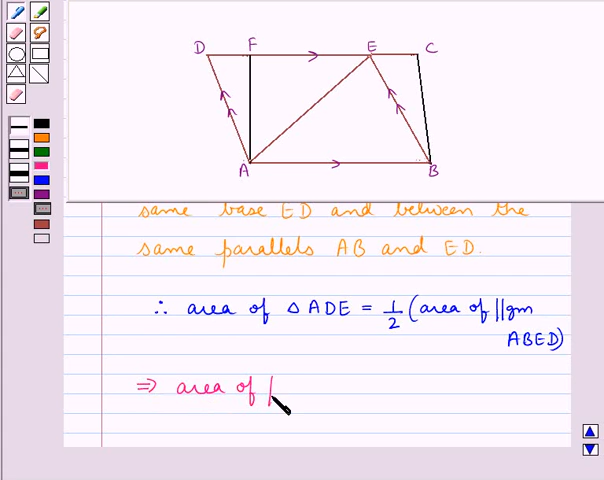 D F E C
A B
same base ED and between the
same parallels AB and ED.
∴ area of △ ADE = 1/2 (area of ||gm
ABED)
⇒ area of |